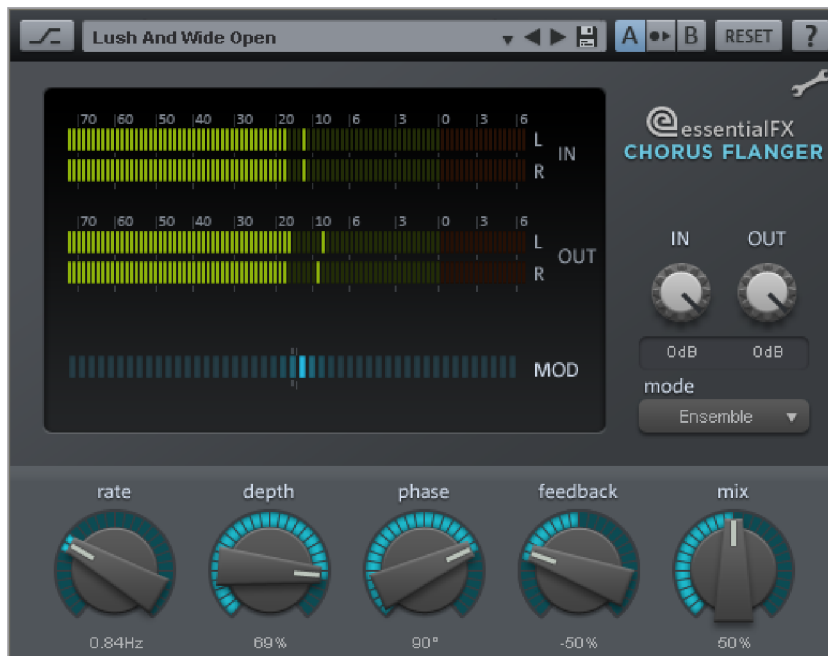 Lush And Wide Open
A B RESET ?
70 60 50 40 30 20 10 6 3 0 3 6
L
IN
R
70 60 50 40 30 20 10 6 3 0 3 6
L
OUT
R
MOD
essentialFX
CHORUS FLANGER
IN OUT
0dB 0dB
mode
Ensemble
rate depth phase feedback mix
0.84Hz 69% 90° -50% 50%